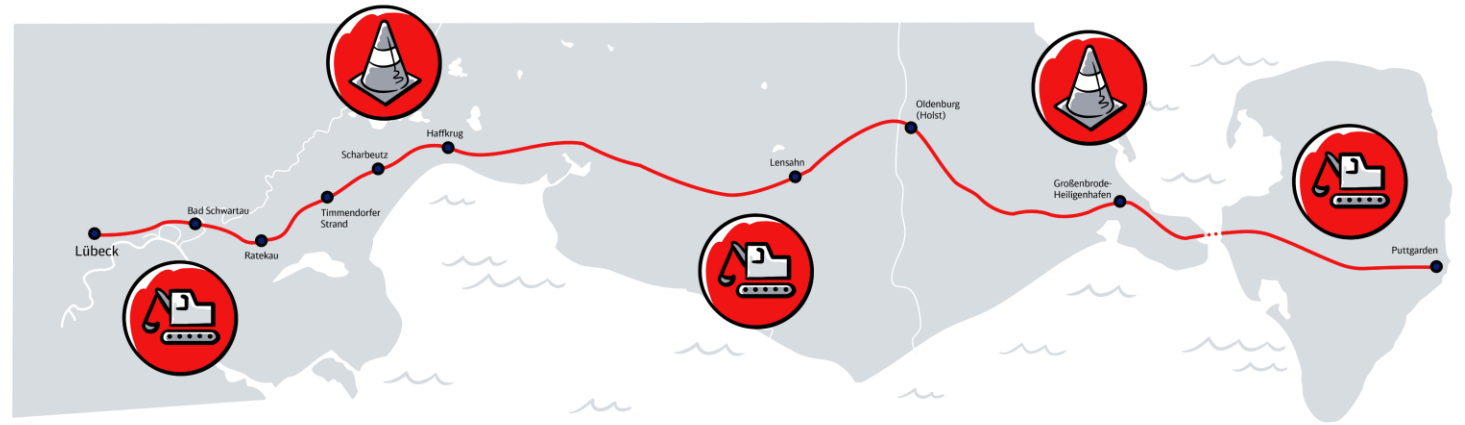 Lübeck
Bad Schwartau
Ratekau
Timmendorfer
Strand
Scharbeutz
Haffkrug
Lensahn
Oldenburg
(Holst)
Großenbrode-
Heiligenhafen
Puttgarden